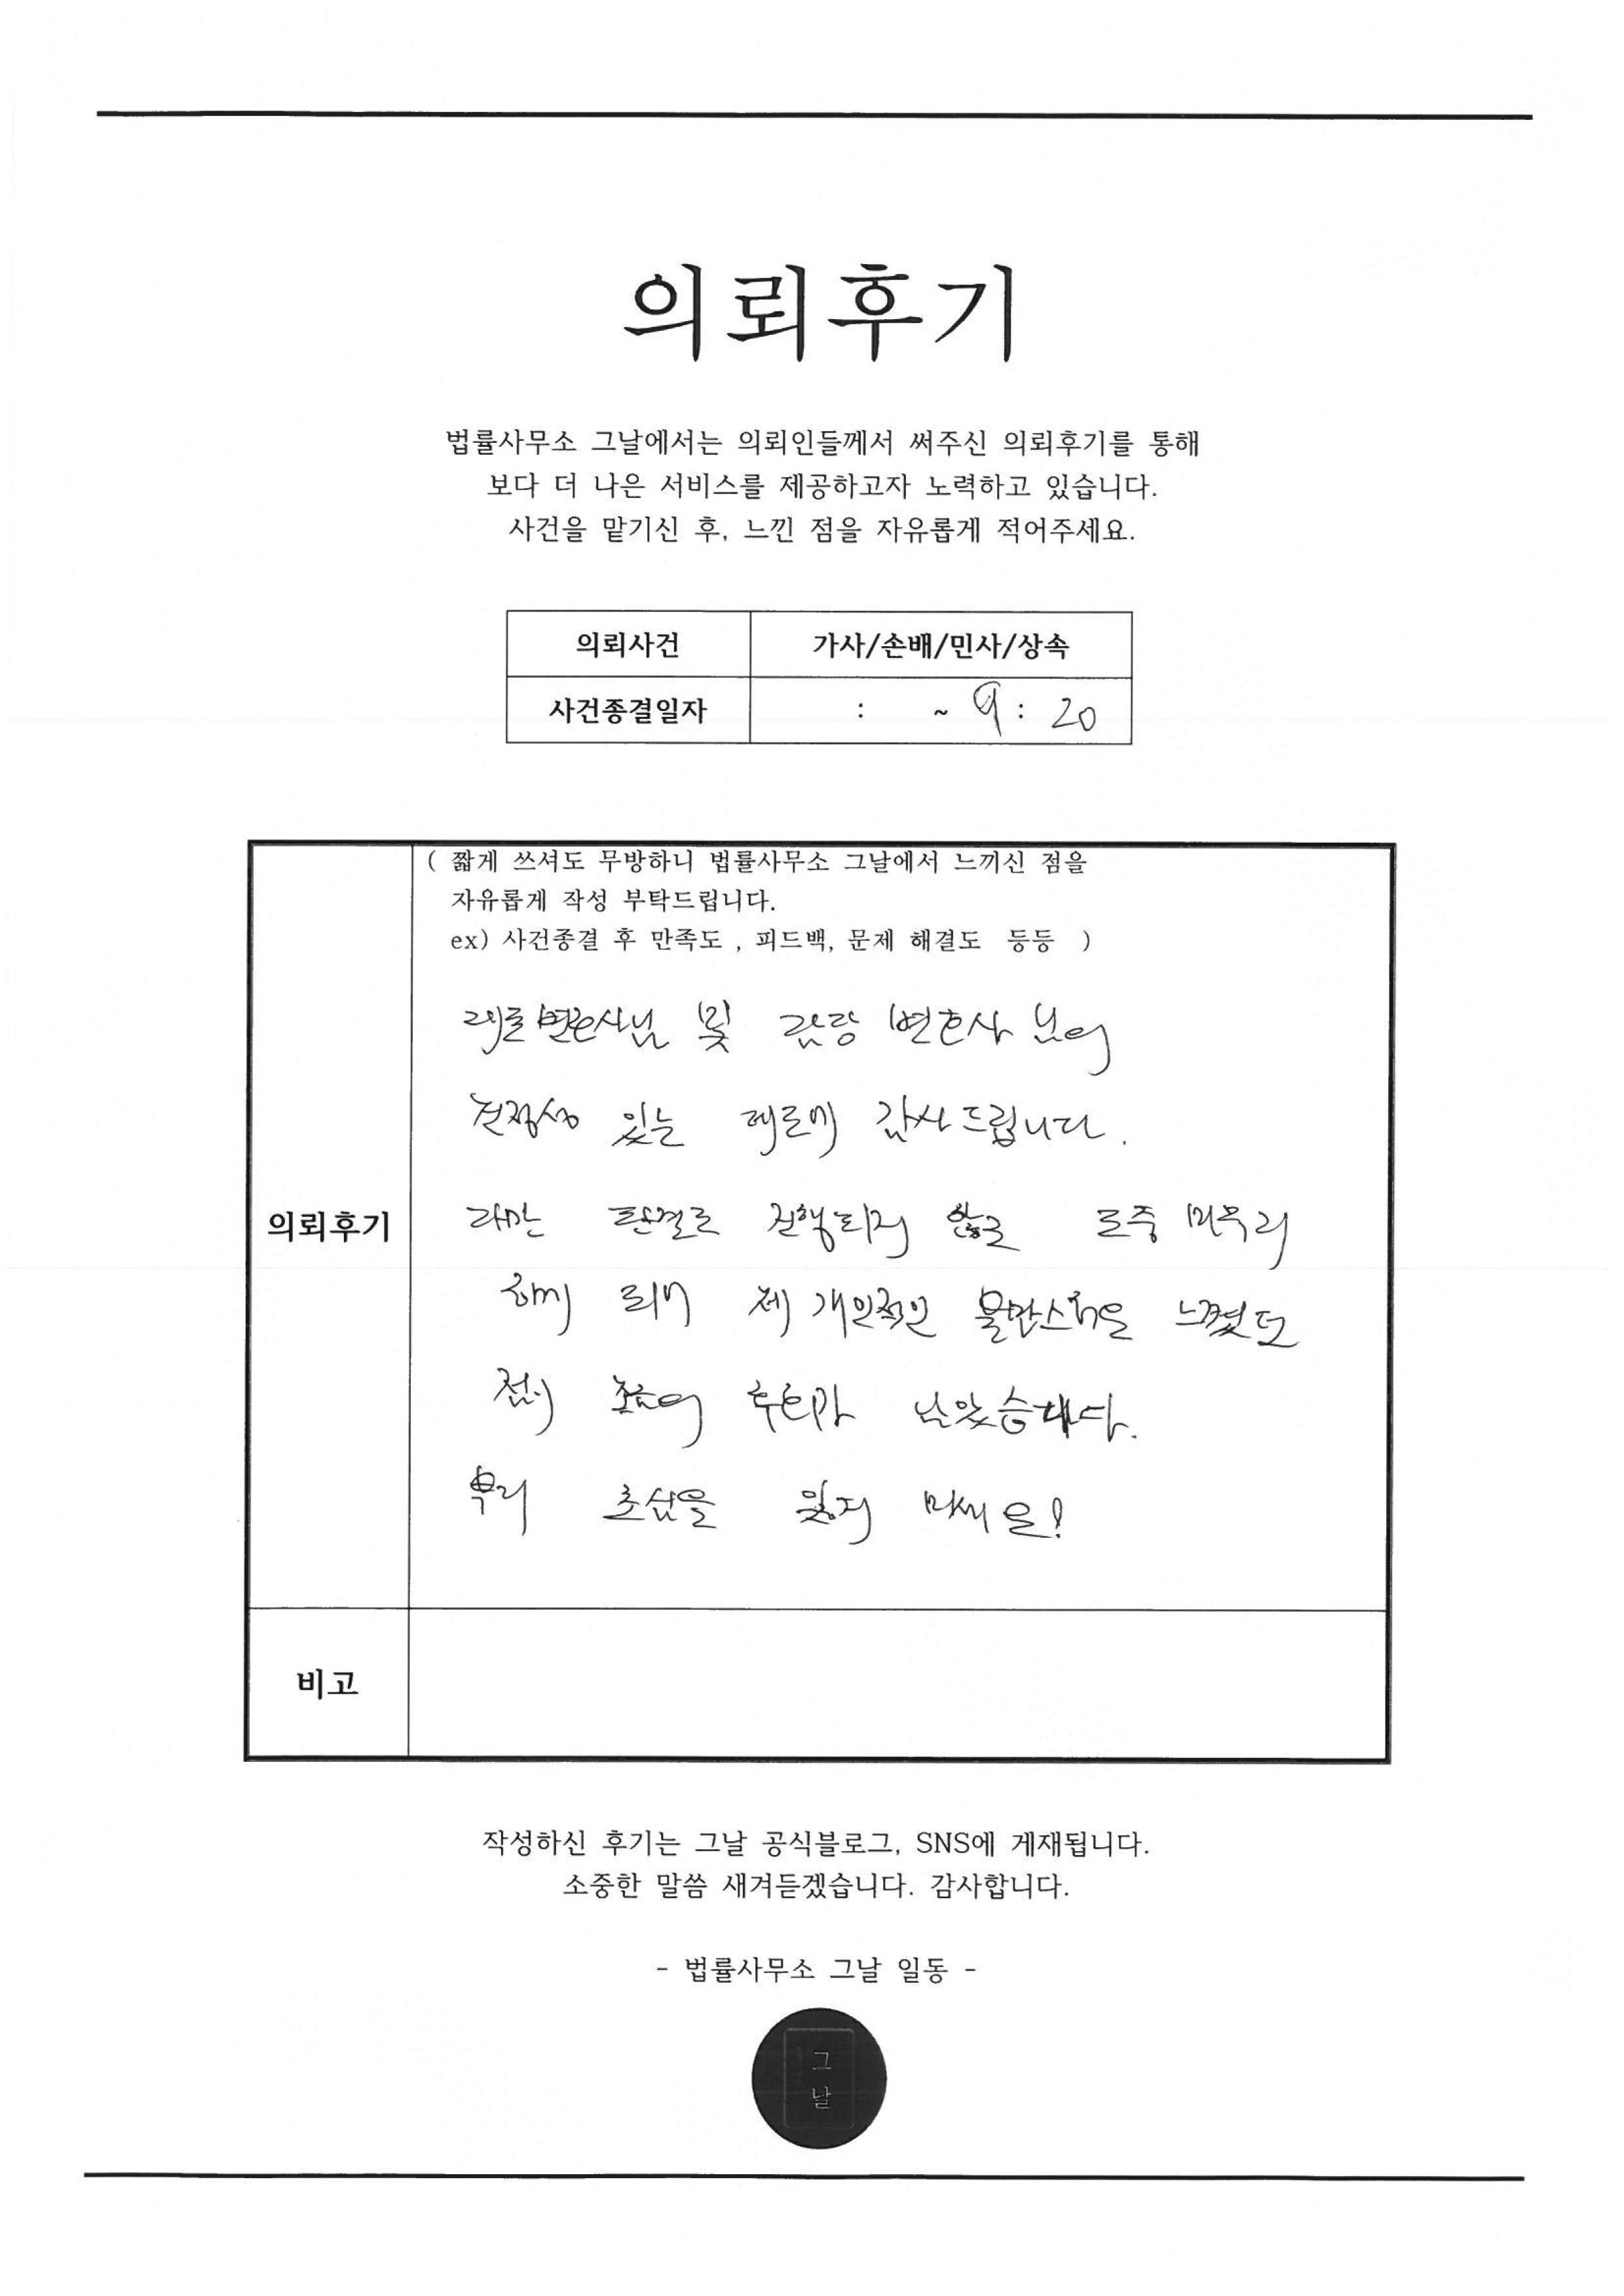 의뢰후기
법률사무소 그날에서는 의뢰인들께서 써주신 의뢰후기를 통해
보다 더 나은 서비스를 제공하고자 노력하고 있습니다.
사건을 맡기신 후, 느낀 점을 자유롭게 적어주세요.
의뢰사건 가사/손배/민사/상속
사건종결일자 : ~ 9 : 20
( 짧게 쓰셔도 무방하니 법률사무소 그날에서 느끼신 점을
자유롭게 작성 부탁드립니다.
ex) 사건종결 후 만족도 , 피드백, 문제 해결도 등등 )
대표변호사님 및 담당 변호사 님의
있는 변론에 감사드립니다.
의뢰후기
다만 판결로 진행되지 않고 도중 마무리
하게 되어 제 개인적인 불만스러움을 느꼈던
점이 조금의 후회가 남았습니다.
부디 초심을 잃지 마세요!
비고
작성하신 후기는 그날 공식블로그, SNS에 게재됩니다.
소중한 말씀 새겨듣겠습니다. 감사합니다.
- 법률사무소 그날 일동 -
그
날